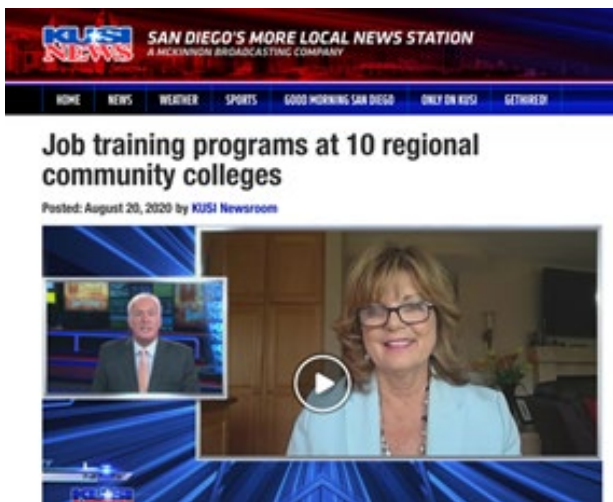 KUSI NEWS
SAN DIEGO'S MORE LOCAL NEWS STATION
A MCKINNON BROADCASTING COMPANY
HOME NEWS WEATHER SPORTS GOOD MORNING SAN DIEGO ONLY ON KUSI GETHIRED!
Job training programs at 10 regional
community colleges
Posted: August 20, 2020 by KUSI Newsroom
KUSI